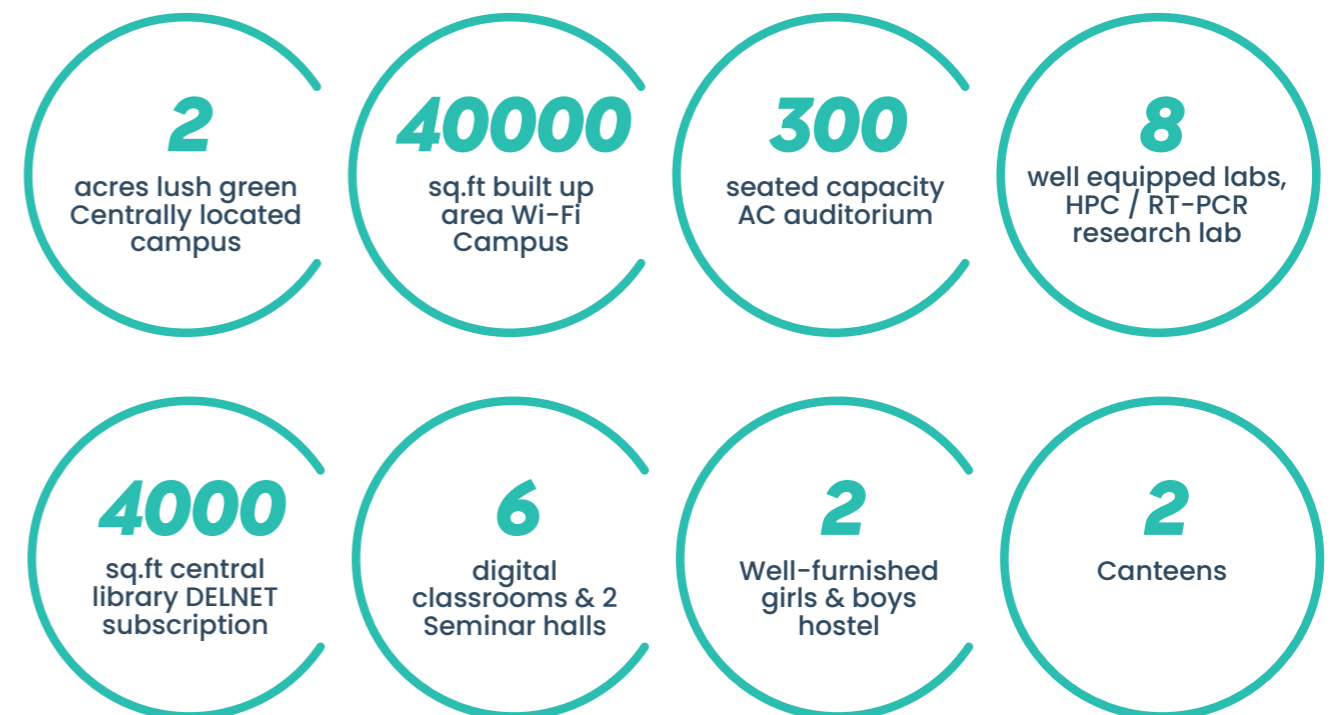 2
acres lush green
Centrally located
campus
40000
sq.ft built up
area Wi-Fi
Campus
300
seated capacity
AC auditorium
8
well equipped labs,
HPC / RT-PCR
research lab
4000
sq.ft central
library DELNET
subscription
6
digital
classrooms & 2
Seminar halls
2
Well-furnished
girls & boys
hostel
2
Canteens